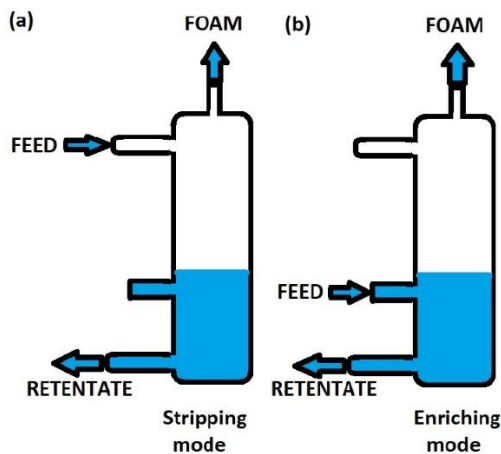 (a)
FOAM
FEED
RETENTATE
Stripping
mode
(b)
FOAM
FEED
RETENTATE
Enriching
mode